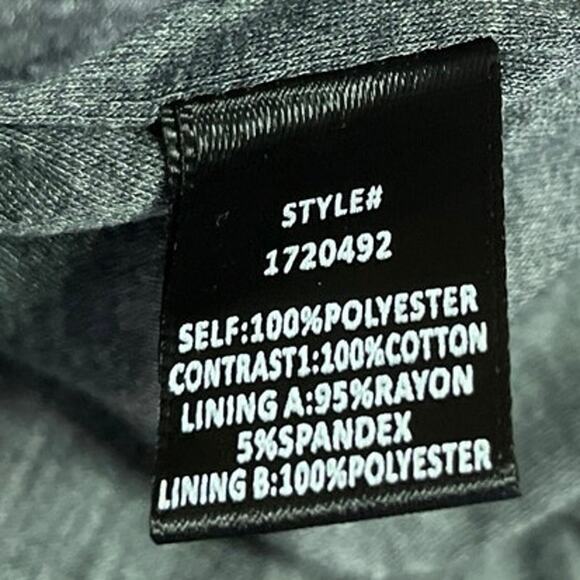 STYLE#
1720492
SELF:100%POLYESTER
CONTRAST1:100%COTTON
LINING A:95%RAYON
5%SPANDEX
LINING B:100%POLYESTER